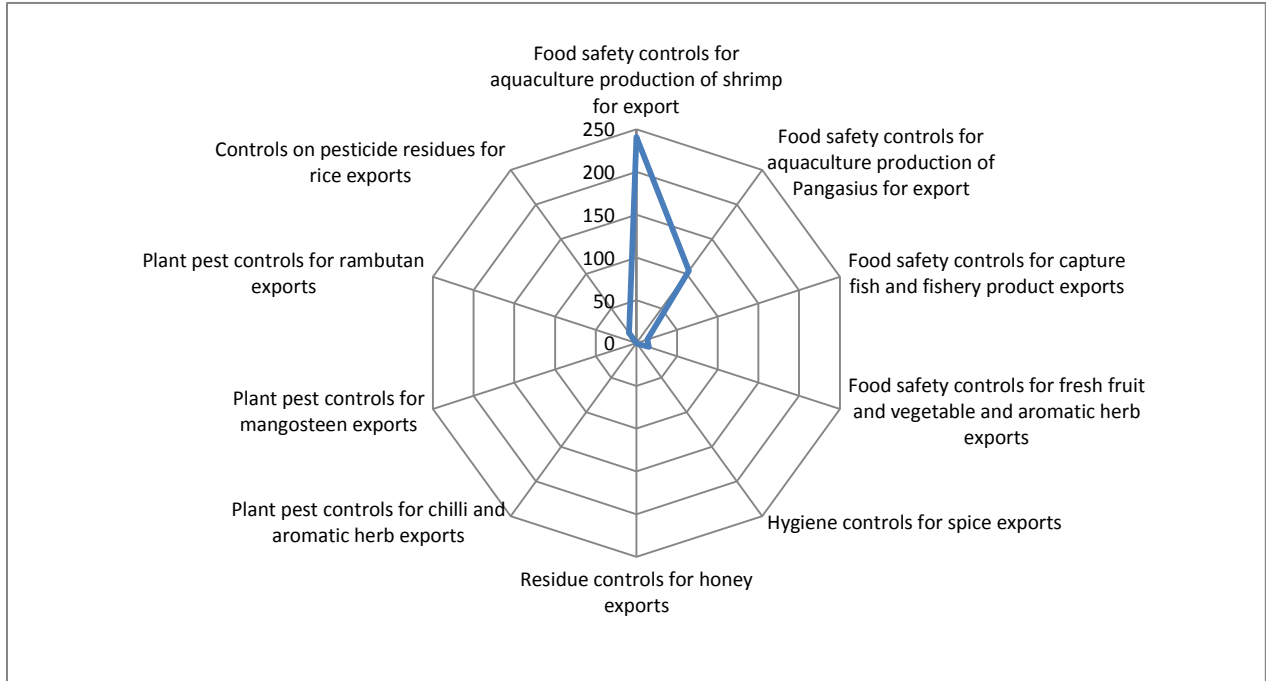 Food safety controls for
aquaculture production of shrimp
for export
Food safety controls for
aquaculture production of
Pangasius for export
Food safety controls for capture
fish and fishery product exports
Food safety controls for fresh fruit
and vegetable and aromatic herb
exports
Hygiene controls for spice exports
Residue controls for honey
exports
Plant pest controls for chilli and
aromatic herb exports
Plant pest controls for
mangosteen exports
Plant pest controls for rambutan
exports
Controls on pesticide residues for
rice exports
250
200
150
100
50
0